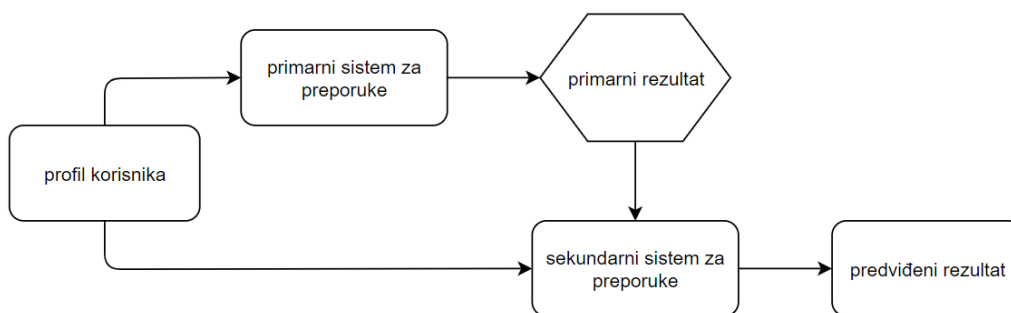 primarni sistem za
preporuke
primarni rezultat
profil korisnika
sekundarni sistem za
preporuke
predviđeni rezultat